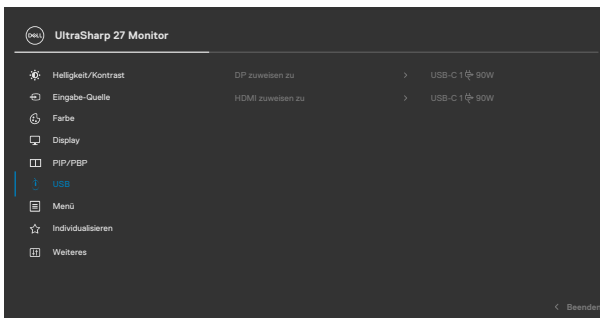 DELL UltraSharp 27 Monitor
Helligkeit/Kontrast DP zuweisen zu > USB-C 1 90W
Eingabe-Quelle HDMI zuweisen zu > USB-C 1 90W
Farbe
Display
PIP/PBP
USB
Menü
Individualisieren
Weiteres
< Beenden